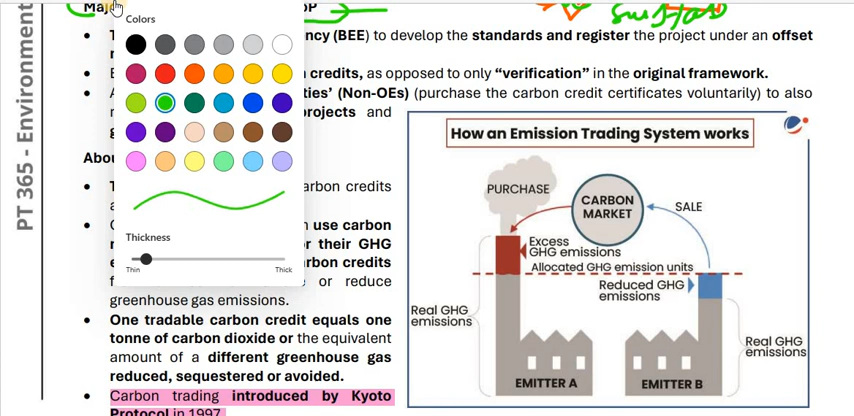 Maj
oP
Colors
ncy (BEE) to develop the standards and register the project under an offset
credits, as opposed to only “verification” in the original framework.
ties’ (Non-OEs) (purchase the carbon credit certificates voluntarily) to also
projects and
PT 365 - Environment
How an Emission Trading System works
PURCHASE
CARBON
MARKET
SALE
Excess
GHG emissions
Allocated GHG emission units
Reduced GHG
emissions
Real GHG
emissions
Real GHG
emissions
EMITTER A
EMITTER B
Thickness
Thin
Thick
Abou
arbon credits
use carbon
r their GHG
rbon credits
or reduce
greenhouse gas emissions.
One tradable carbon credit equals one
tonne of carbon dioxide or the equivalent
amount of a different greenhouse gas
reduced, sequestered or avoided.
Carbon trading introduced by Kyoto
Protocol in 1997.